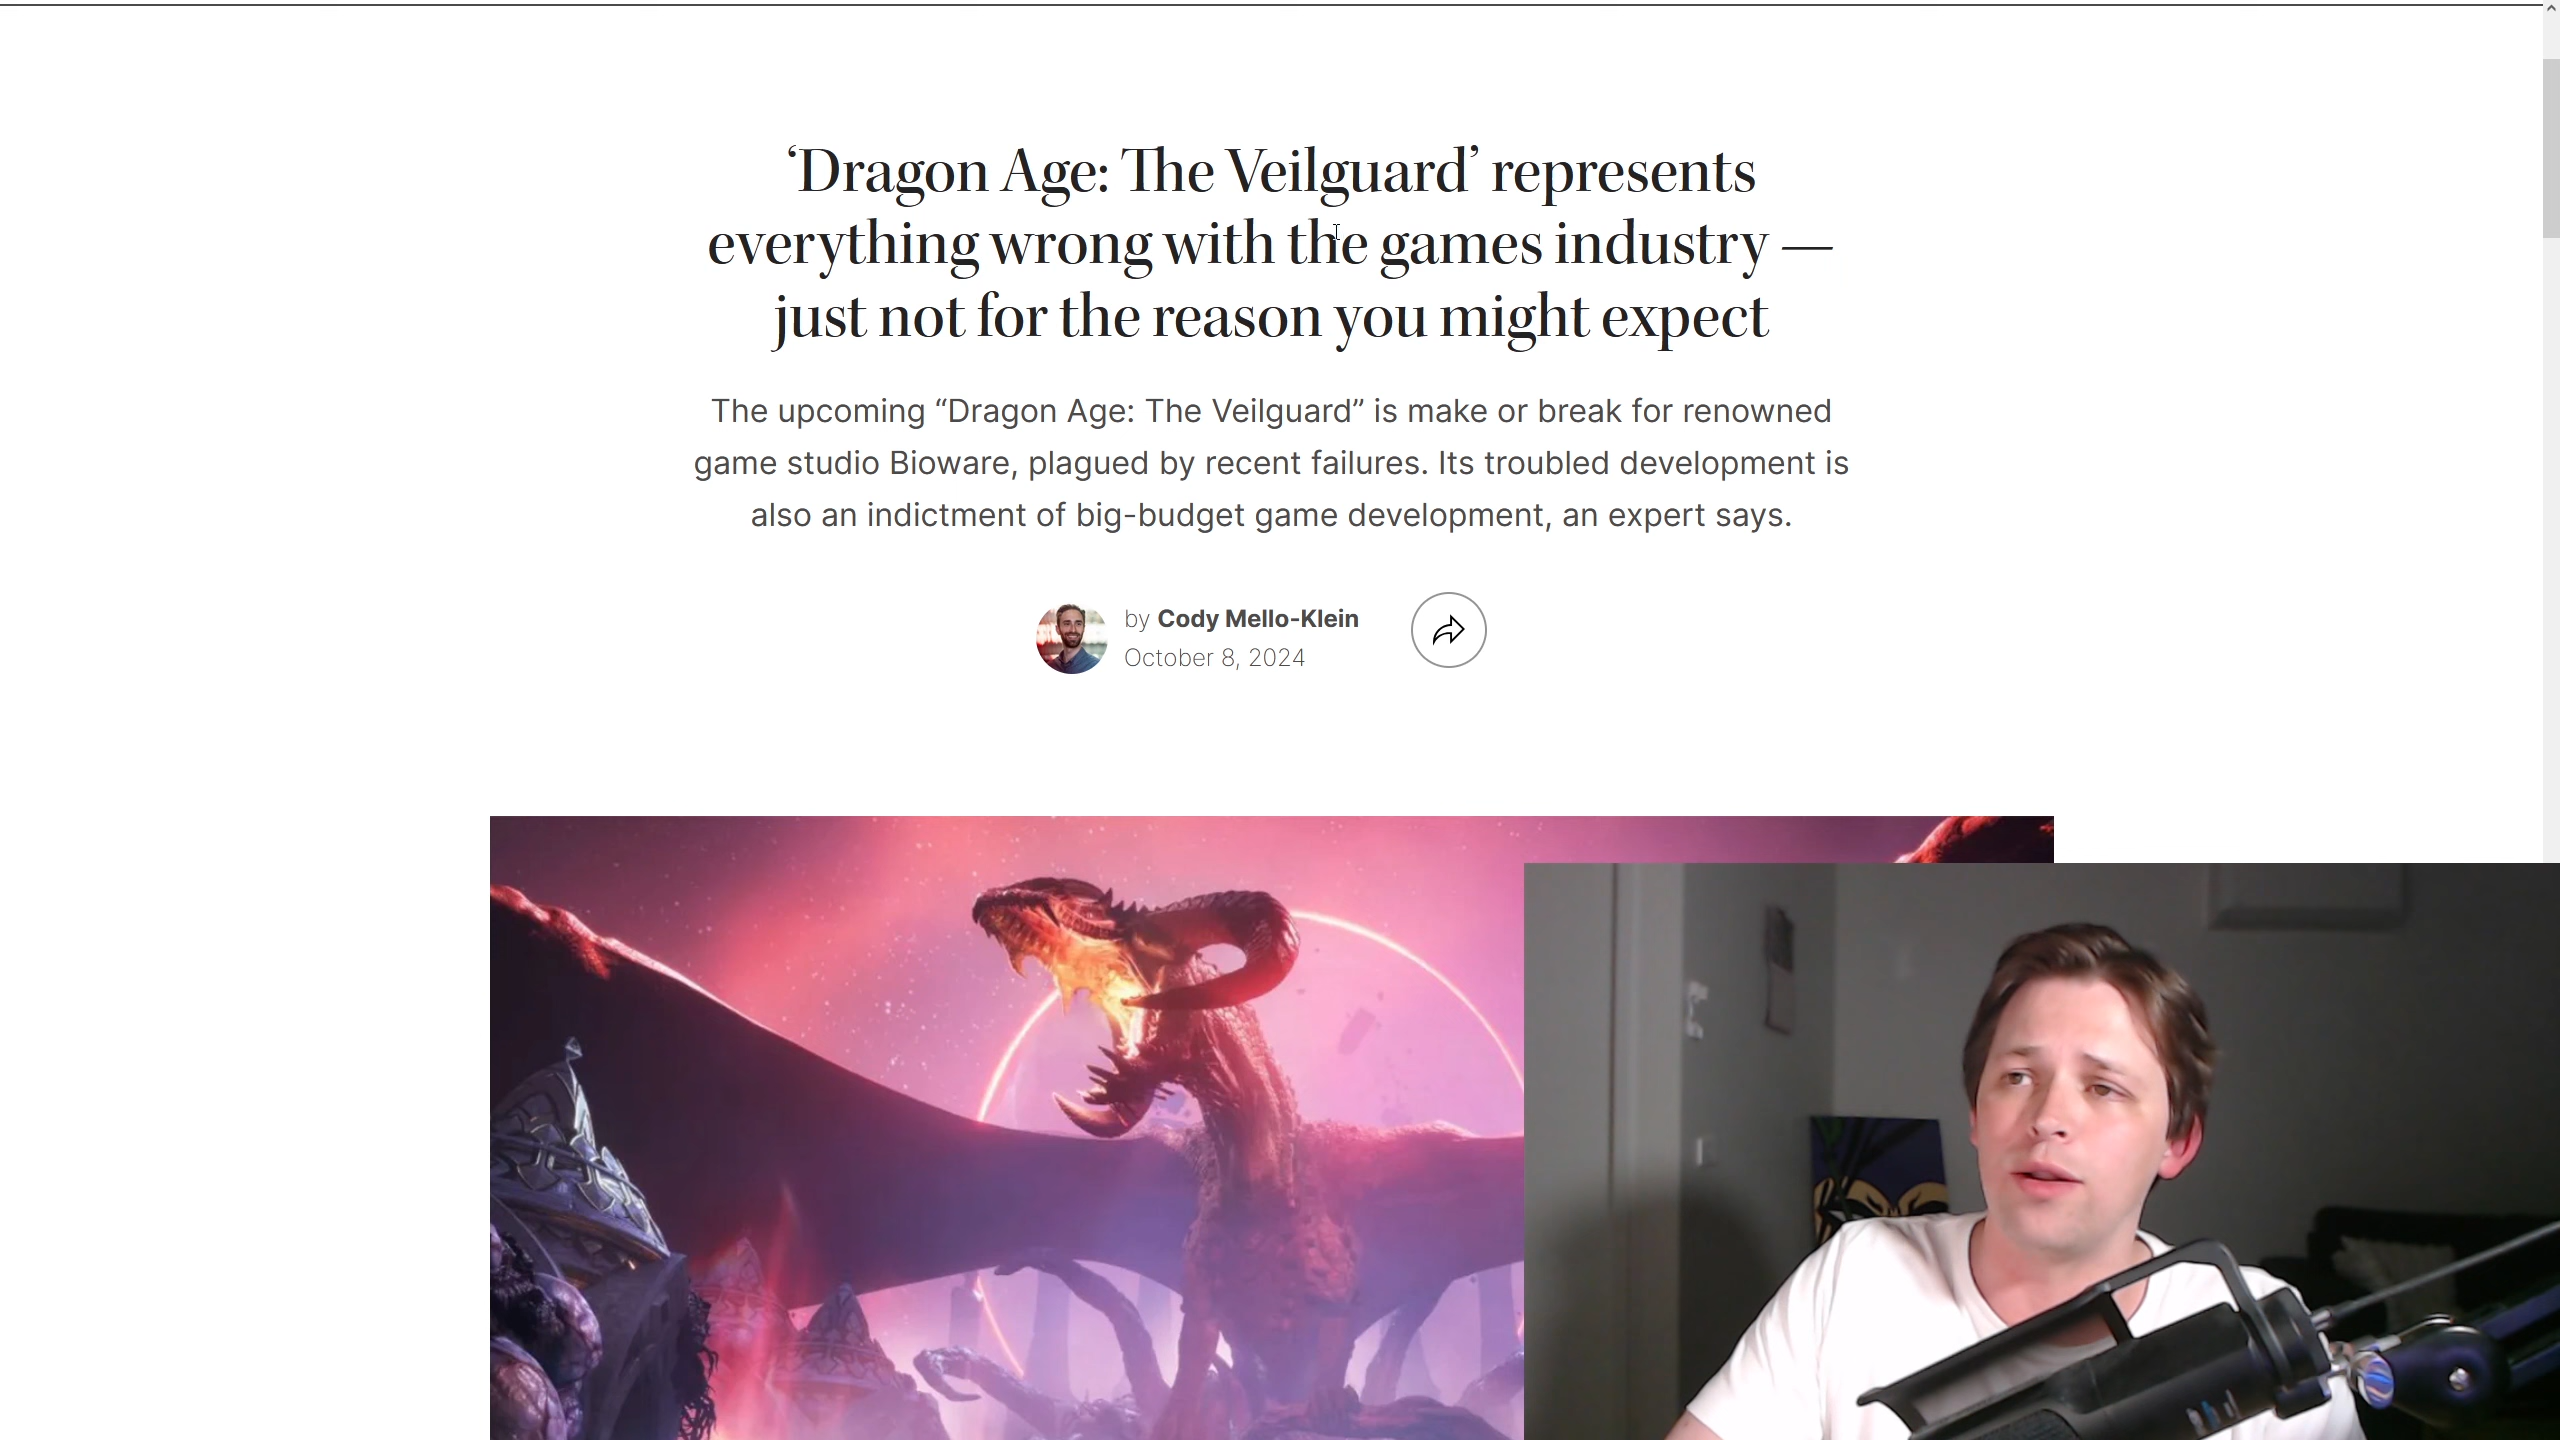 ‘Dragon Age: The Veilguard’ represents
everything wrong with the games industry —
just not for the reason you might expect
The upcoming “Dragon Age: The Veilguard” is make or break for renowned
game studio Bioware, plagued by recent failures. Its troubled development is
also an indictment of big-budget game development, an expert says.
by Cody Mello-Klein
October 8, 2024